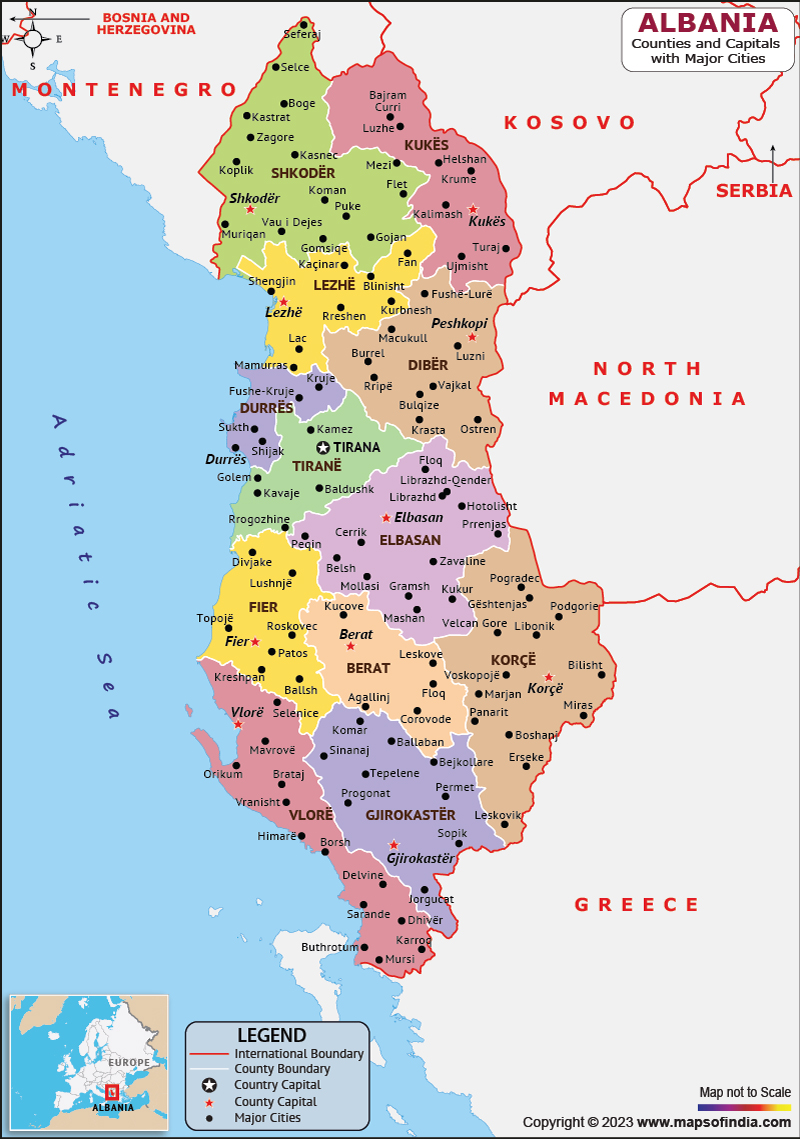 BOSNIA AND
HERZEGOVINA
N
W
E
S
ALBANIA
Counties and Capitals
with Major Cities
MONTENEGRO
KOSOVO
SERBIA
NORTH
MACEDONIA
GREECE
Adriatic Sea
Seferaj
Selce
Boge
Kastrat
Zagore
Kasnec
Koplik
SHKODËR
Shkodër
Koman
Mezi
Flet
Puke
Vau i Dejes
Muriqan
Gomsiqe
Gojan
Bajram
Curri
Luzhe
KUKËS
Helshan
Krume
Kalimash
Kukës
Turaj
Ujmisht
Kaçinar
Fan
Shengjin
LEZHË
Blinisht
Lezhë
Rreshen
Kurbnesh
Lac
Mamurras
Fushë-Lurë
Peshkopi
Macukull
Luzni
Burrel
DIBËR
Rripë
Vajkal
Bulqize
Krasta
Ostren
Kruje
Fushe-Kruje
DURRËS
Sukth
Shijak
Durrës
Kamez
TIRANA
TIRANË
Golem
Kavaje
Baldushk
Rrogozhine
Floq
Librazhd-Qender
Librazhd
Hotolisht
Elbasan
Prrenjas
Cerrik
ELBASAN
Peqin
Belsh
Zavaline
Mollasi
Gramsh
Kukur
Mashan
Divjake
Lushnjë
FIER
Topojë
Roskovec
Fier
Patos
Kreshpan
Ballsh
Kucove
Berat
Leskove
BERAT
Floq
Agallinj
Corovode
Pogradec
Gështenjas
Podgorie
Velcan Gore
Libonik
KORÇË
Bilisht
Voskopojë
Korçë
Marjan
Miras
Panarit
Boshanj
Erseke
Leskovik
Vlorë
Selenice
Mavrovë
Orikum
Brataj
Vranisht
VLORË
Himarë
Borsh
Delvine
Sarande
Dhivër
Karroq
Buthrotum
Mursi
Komar
Sinanaj
Ballaban
Bejkollare
Tepelene
Progonat
Permet
GJIROKASTËR
Sopik
Gjirokastër
Jorgucat
EUROPE
ALBANIA
LEGEND
International Boundary
County Boundary
Country Capital
County Capital
Major Cities
Map not to Scale
Copyright © 2023 www.mapsofindia.com